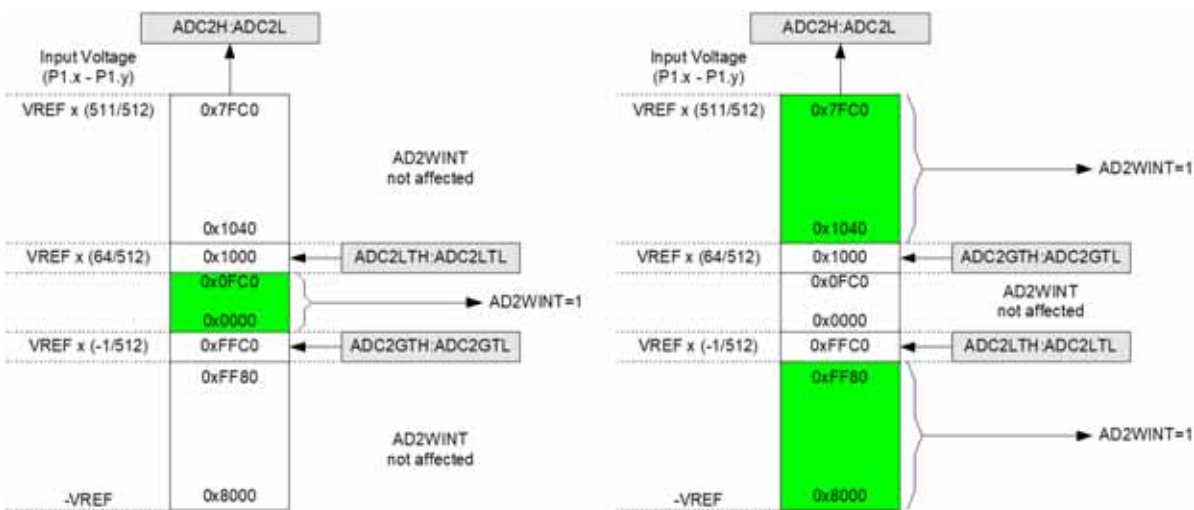 ADC2H:ADC2L
Input Voltage
(P1.x - P1.y)
VREF x (511/512)
0x7FC0
AD2WINT
not affected
0x1040
VREF x (64/512)
0x1000
ADC2LTH:ADC2LTL
0x0FC0
AD2WINT=1
0x0000
VREF x (-1/512)
0xFFC0
ADC2GTH:ADC2GTL
0xFF80
AD2WINT
not affected
-VREF
0x8000
ADC2H:ADC2L
Input Voltage
(P1.x - P1.y)
VREF x (511/512)
0x7FC0
AD2WINT=1
0x1040
VREF x (64/512)
0x1000
ADC2GTH:ADC2GTL
0x0FC0
AD2WINT
not affected
0x0000
VREF x (-1/512)
0xFFC0
ADC2LTH:ADC2LTL
0xFF80
AD2WINT=1
-VREF
0x8000